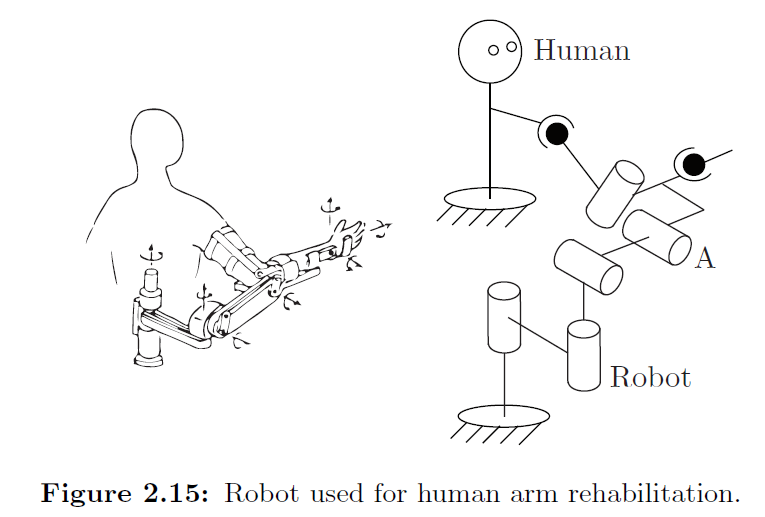 Human
A
Robot
Figure 2.15: Robot used for human arm rehabilitation.